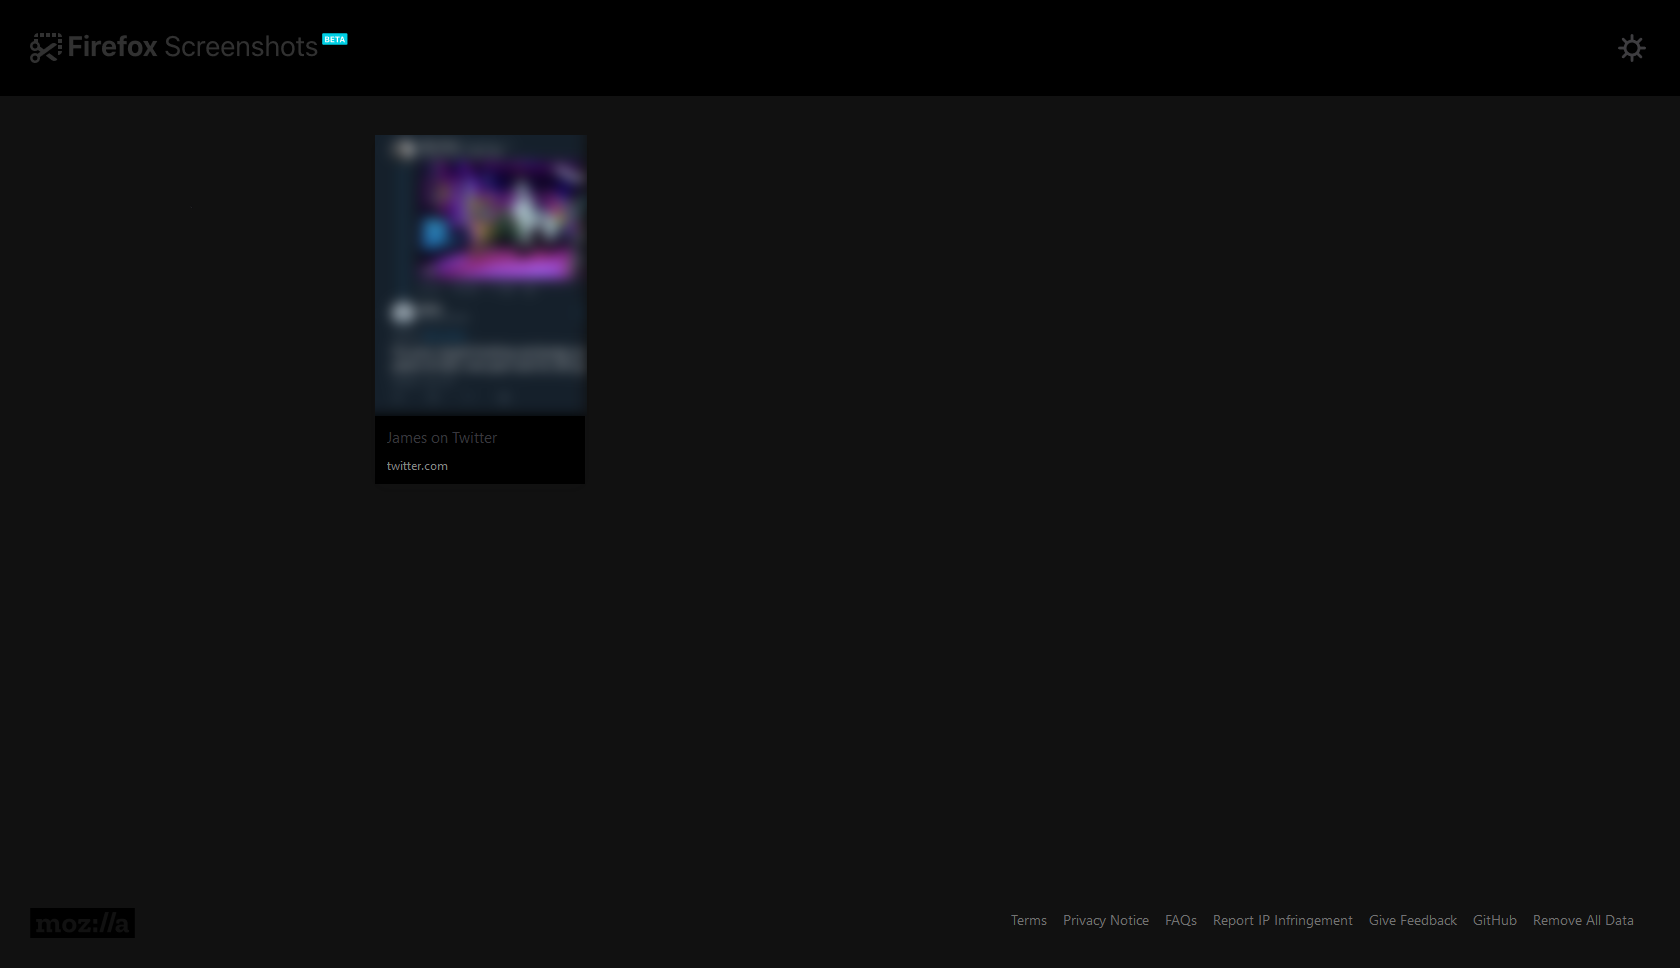 Firefox Screenshots BETA
James on Twitter
twitter.com
moz://a
Terms Privacy Notice FAQs Report IP Infringement Give Feedback GitHub Remove All Data